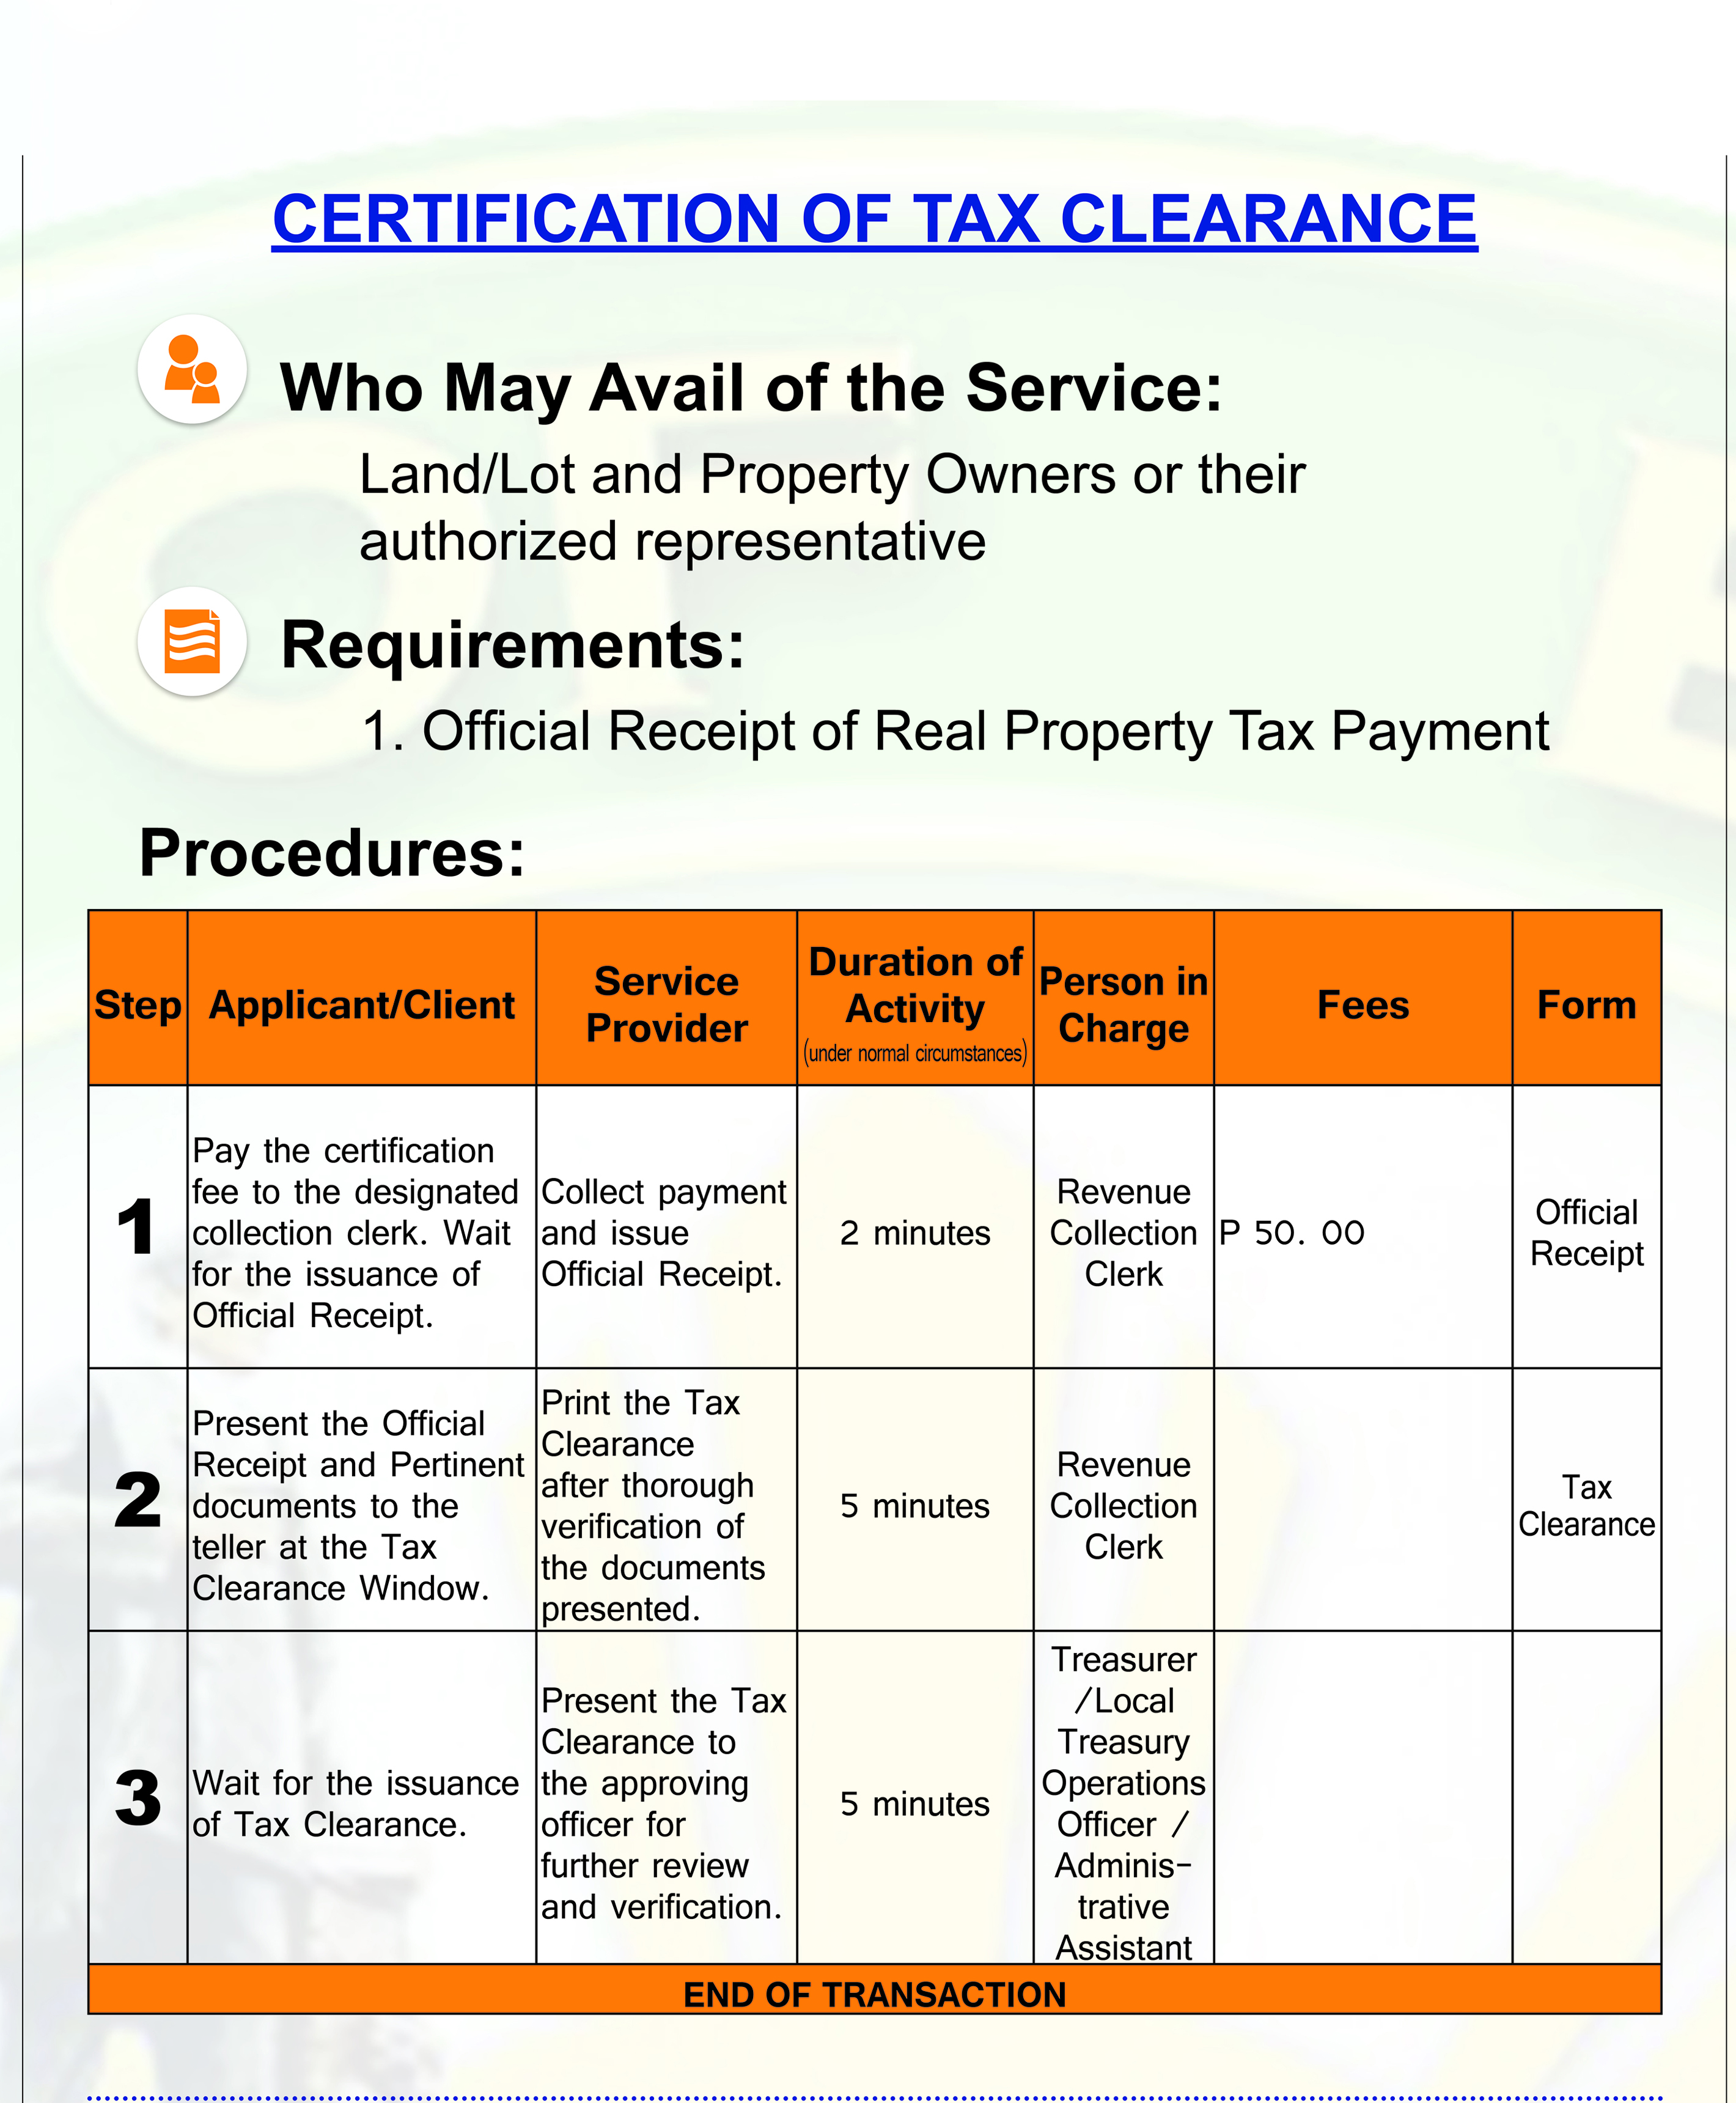 CERTIFICATION OF TAX CLEARANCE
Who May Avail of the Service:
Land/Lot and Property Owners or their
authorized representative
Requirements:
1. Official Receipt of Real Property Tax Payment
Procedures:
Step
Applicant/Client
Service
Provider
Duration of
Activity
(under normal circumstances)
Person in
Charge
Fees
Form
1
Pay the certification
fee to the designated
collection clerk. Wait
for the issuance of
Official Receipt.
Collect payment
and issue
Official Receipt.
2 minutes
Revenue
Collection
Clerk
P 50. 00
Official
Receipt
2
Present the Official
Receipt and Pertinent
documents to the
teller at the Tax
Clearance Window.
Print the Tax
Clearance
after thorough
verification of
the documents
presented.
5 minutes
Revenue
Collection
Clerk
Tax
Clearance
3
Wait for the issuance
of Tax Clearance.
Present the Tax
Clearance to
the approving
officer for
further review
and verification.
5 minutes
Treasurer
/Local
Treasury
Operations
Officer /
Adminis-
trative
Assistant
END OF TRANSACTION